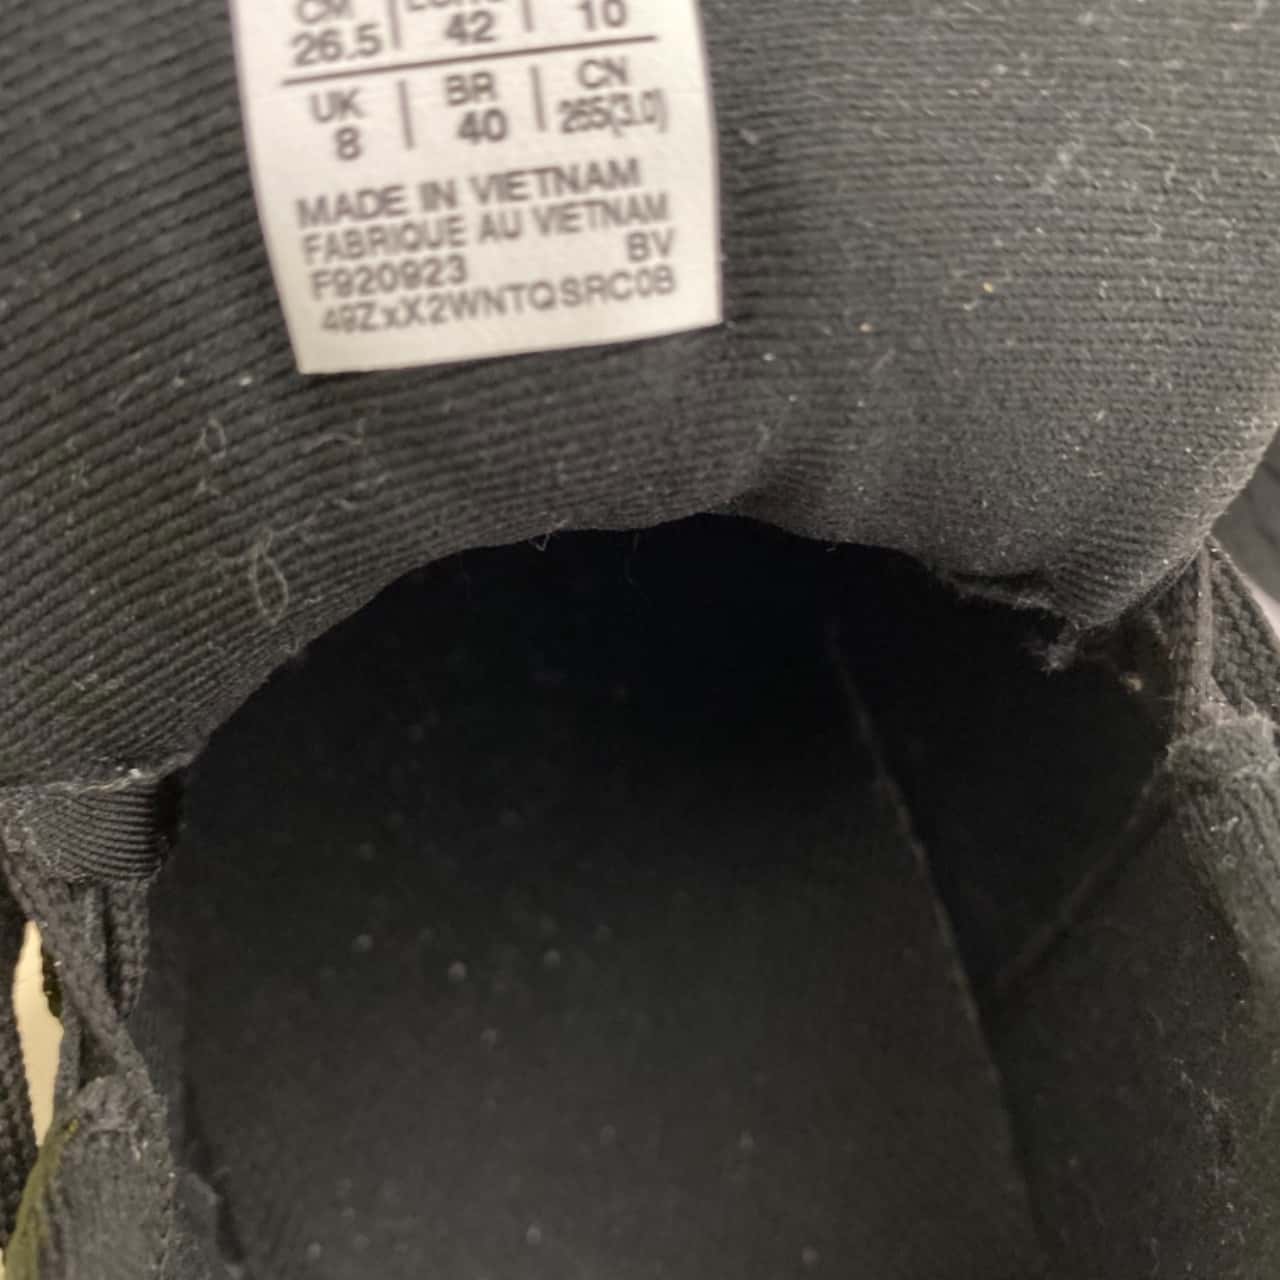 CM | EURO |
26.5 | 42 | 10
UK | BR | CN
8 | 40 | 265(3.0)
MADE IN VIETNAM
FABRIQUE AU VIETNAM
F920923 BV
49ZxX2WNTQSRC0B